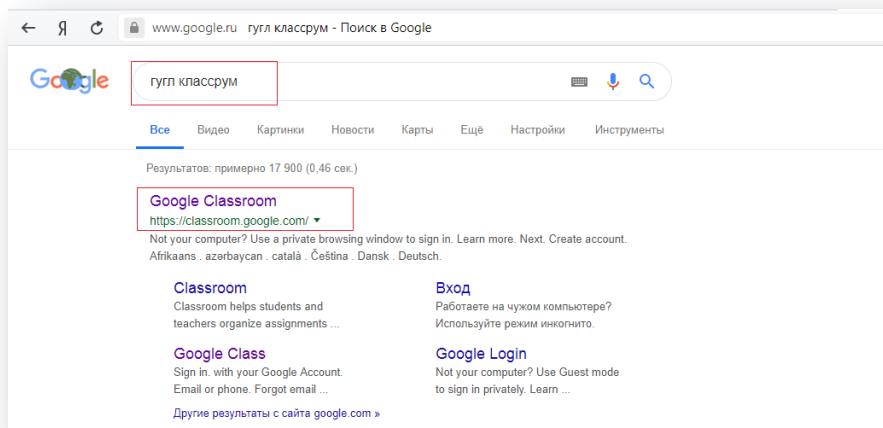 Я www.google.ru гугл классрум - Поиск в Google
Google гугл классрум
Все Видео Картинки Новости Карты Ещё Настройки Инструменты
Результатов: примерно 17 900 (0,46 сек.)
Google Classroom
https://classroom.google.com/
Not your computer? Use a private browsing window to sign in. Learn more. Next. Create account.
Afrikaans . azərbaycan . català . Čeština . Dansk . Deutsch.
Classroom
Classroom helps students and
teachers organize assignments ...
Вход
Работаете на чужом компьютере?
Используйте режим инкогнито.
Google Class
Sign in. with your Google Account.
Email or phone. Forgot email ...
Google Login
Not your computer? Use Guest mode
to sign in privately. Learn ...
Другие результаты с сайта google.com »